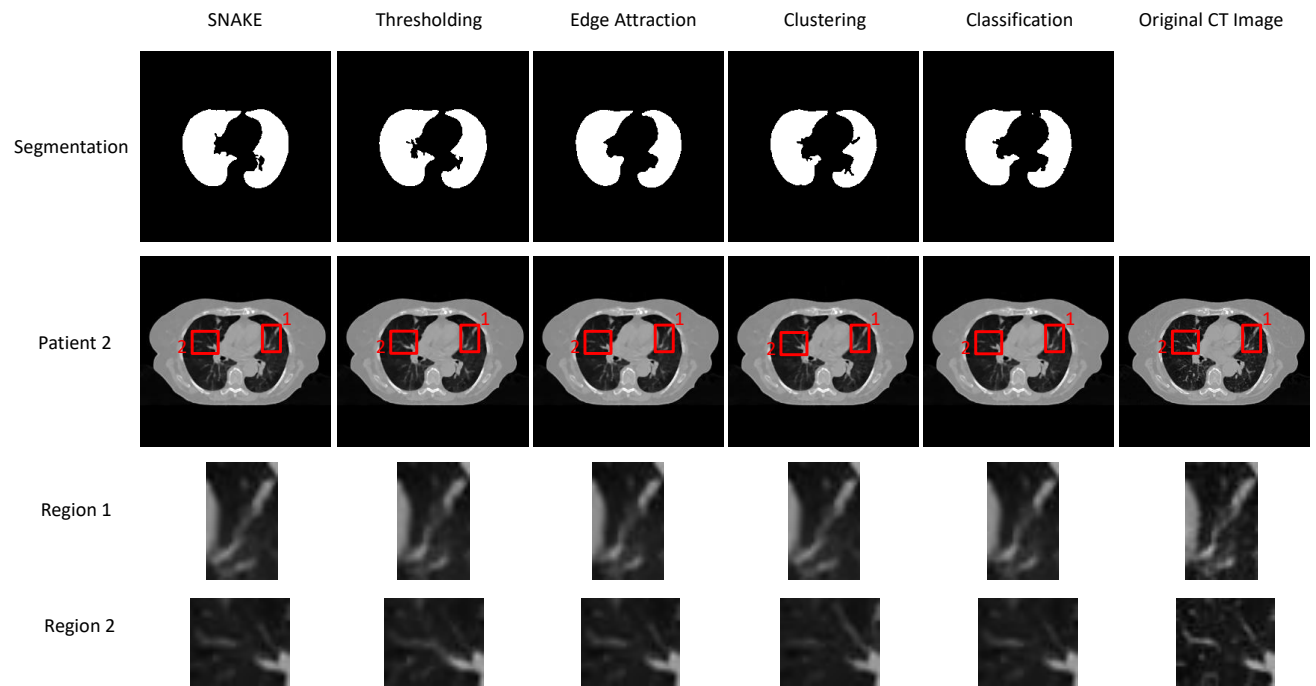 SNAKE Thresholding Edge Attraction Clustering Classification Original CT Image
Segmentation
Patient 2
1 1 1 1 1 1
2 2 2 2 2 2
Region 1
Region 2